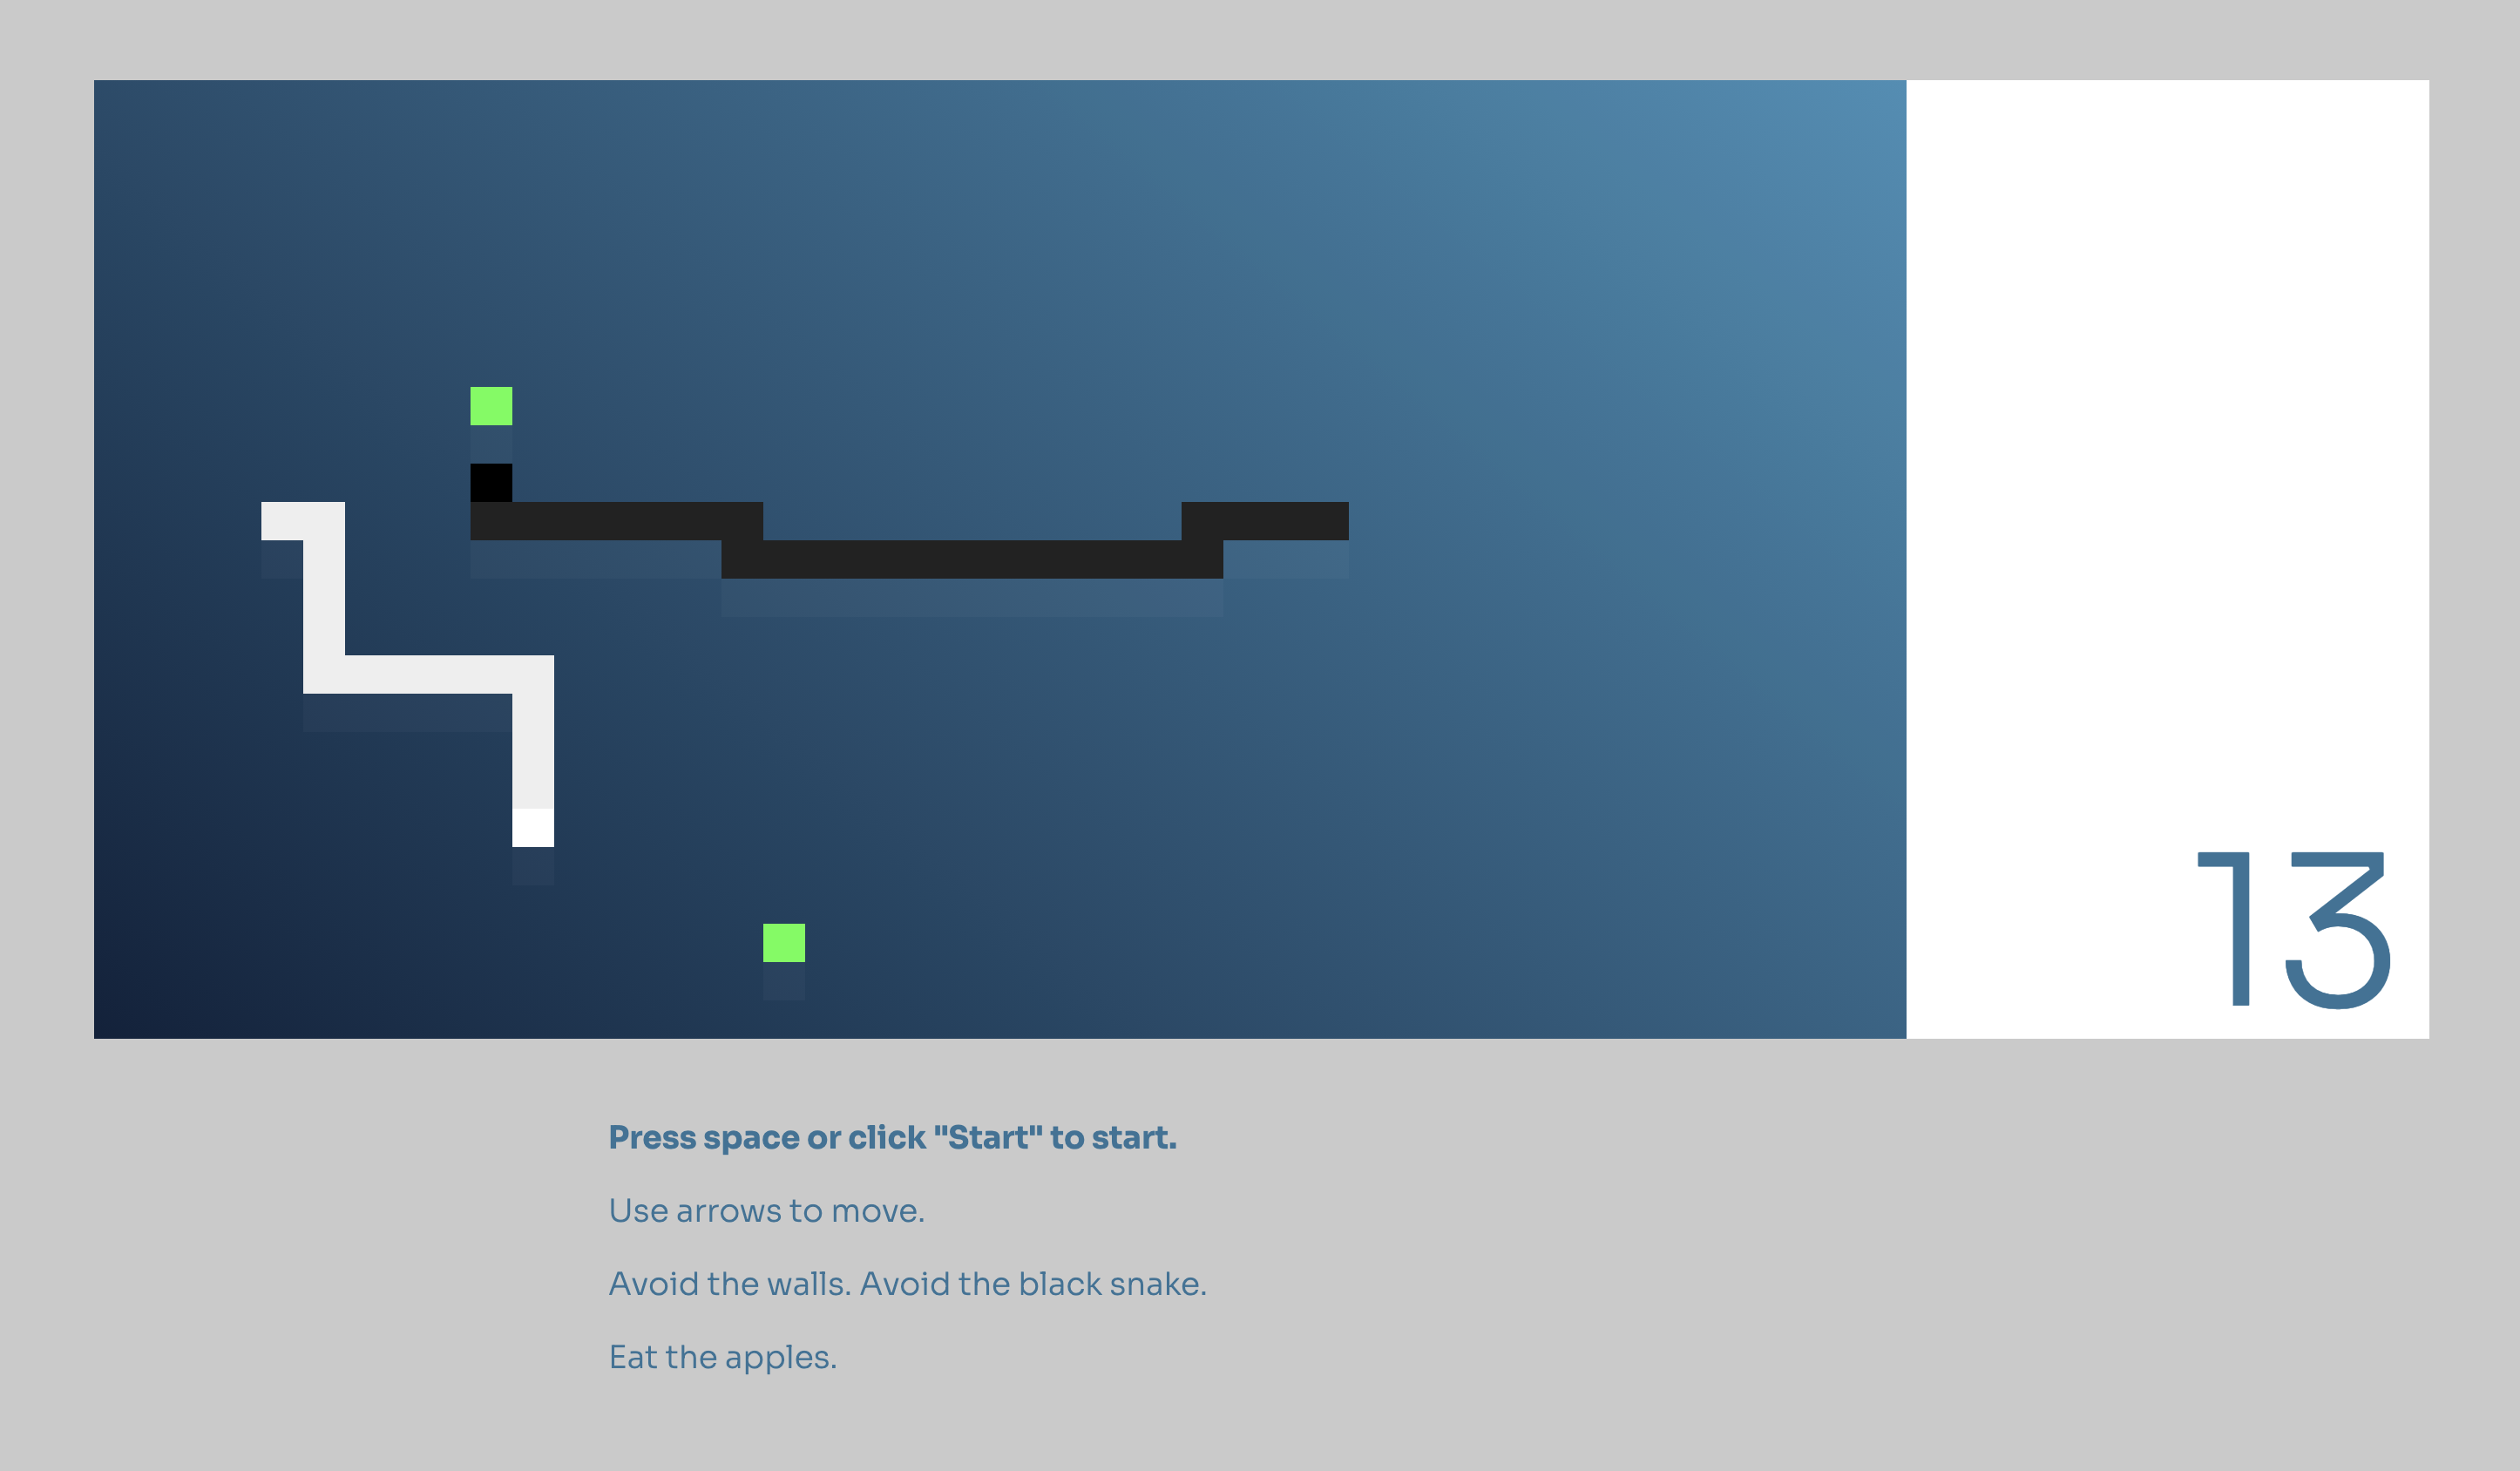 13
Press space or click "Start" to start.
Use arrows to move.
Avoid the walls. Avoid the black snake.
Eat the apples.